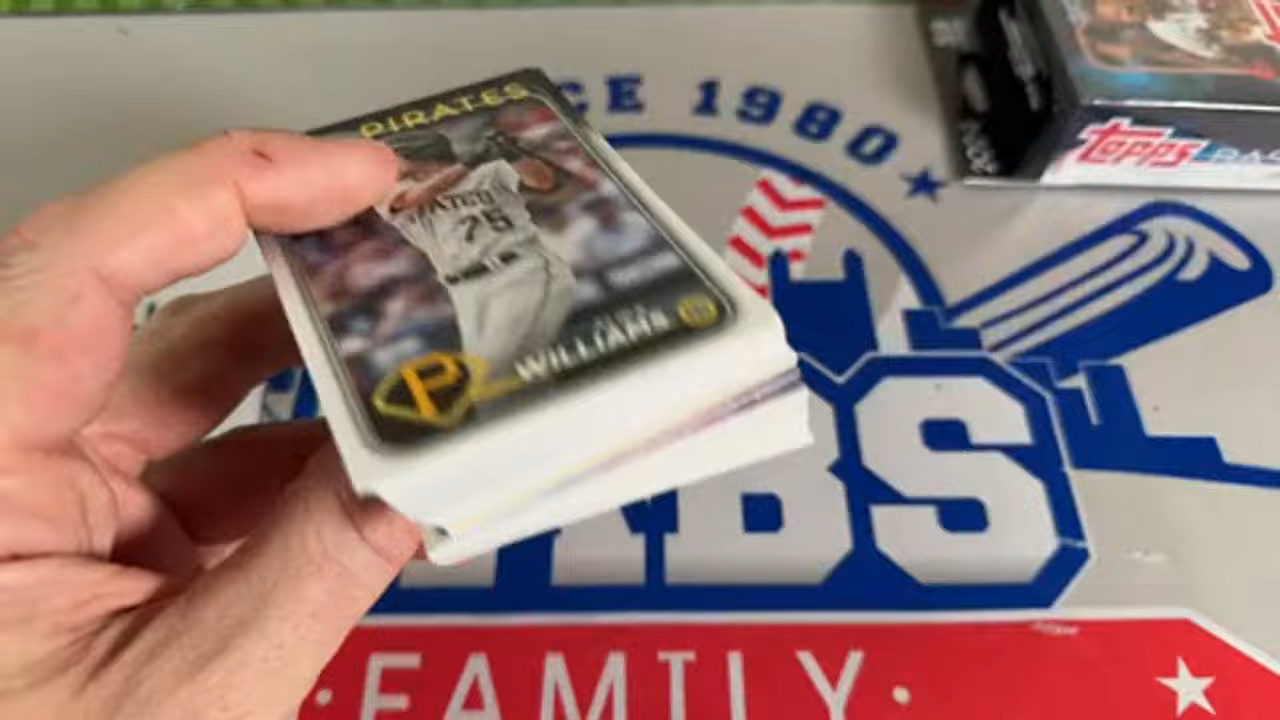 PIRATES
75
WILLIAMS
P
CE 1980
Topps
BS
· FAMILY ·